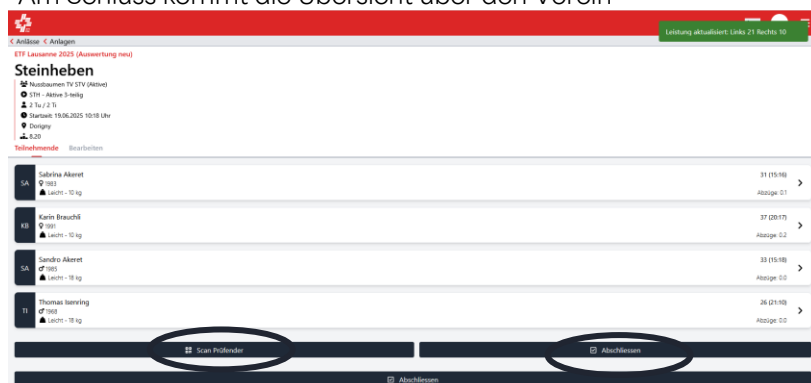 Am Schluss kommt die Übersicht über den Verein
Leistung aktualisiert: Links 21 Rechts 10
< Anlässe < Anlagen
ETF Lausanne 2025 (Auswertung neu)
Steinheben
Nussbaumen TV STV (Aktive)
STH - Aktive 3-teilig
2 Tu / 2 Ti
Startzeit: 19.06.2025 10:18 Uhr
Dorigny
8.20
Teilnehmende Bearbeiten
SA
Sabrina Akeret
1983
Leicht - 10 kg
31 (15:16)
Abzüge: 0.1
KB
Karin Brauchli
1991
Leicht - 10 kg
37 (20:17)
Abzüge: 0.2
SA
Sandro Akeret
1985
Leicht - 18 kg
33 (15:18)
Abzüge: 0.0
TI
Thomas Isenring
1968
Leicht - 18 kg
26 (21:10)
Abzüge: 0.0
Scan Prüfender
Abschliessen
Abschliessen